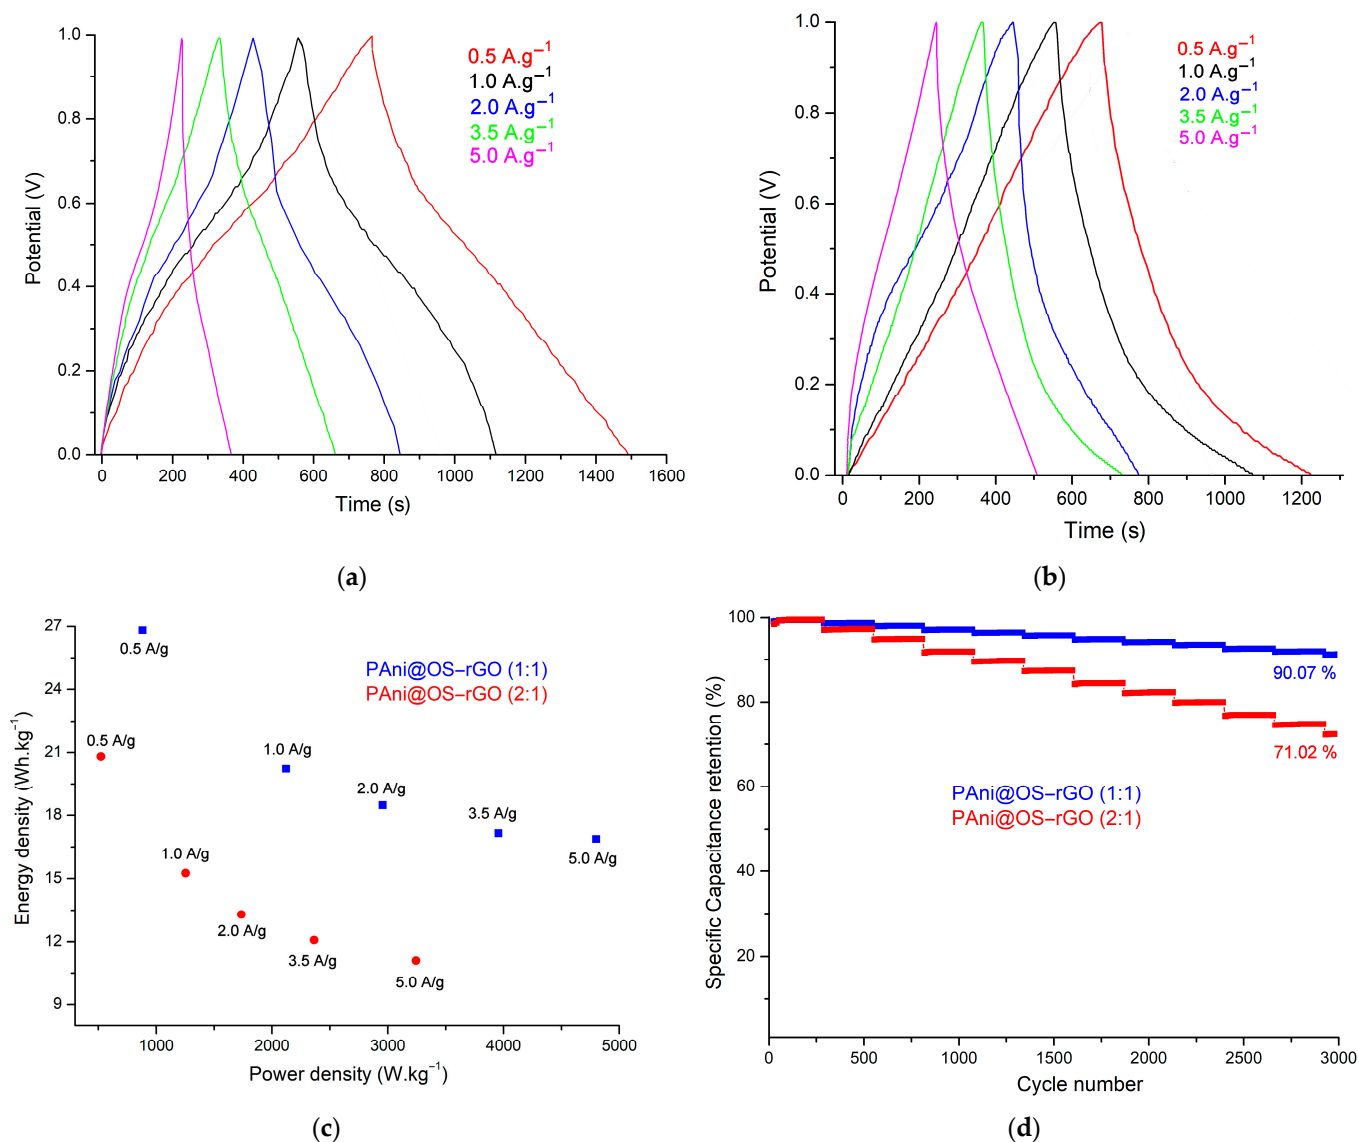 1.0
0.8
0.6
0.4
0.2
0.0
Potential (V)
0.5 A.g⁻¹
1.0 A.g⁻¹
2.0 A.g⁻¹
3.5 A.g⁻¹
5.0 A.g⁻¹
0 200 400 600 800 1000 1200 1400 1600
Time (s)
(a)
1.0
0.8
0.6
0.4
0.2
0.0
Potential (V)
0.5 A.g⁻¹
1.0 A.g⁻¹
2.0 A.g⁻¹
3.5 A.g⁻¹
5.0 A.g⁻¹
0 200 400 600 800 1000 1200
Time (s)
(b)
27
24
21
18
15
12
9
Energy density (Wh.kg⁻¹)
PAni@OS–rGO (1:1)
PAni@OS–rGO (2:1)
0.5 A/g
1.0 A/g
2.0 A/g
3.5 A/g
5.0 A/g
0.5 A/g
1.0 A/g
2.0 A/g
3.5 A/g
5.0 A/g
1000 2000 3000 4000 5000
Power density (W.kg⁻¹)
(c)
100
80
60
40
20
Specific Capacitance retention (%)
90.07 %
71.02 %
PAni@OS–rGO (1:1)
PAni@OS–rGO (2:1)
0 500 1000 1500 2000 2500 3000
Cycle number
(d)